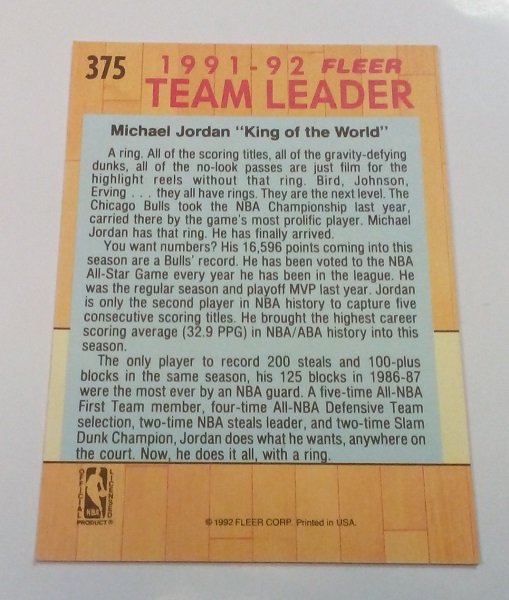 375
1991-92 FLEER
TEAM LEADER
Michael Jordan "King of the World"
A ring. All of the scoring titles, all of the gravity-defying
dunks, all of the no-look passes are just film for the
highlight reels without that ring. Bird, Johnson,
Erving . . . they all have rings. They are the next level. The
Chicago Bulls took the NBA Championship last year,
carried there by the game's most prolific player. Michael
Jordan has that ring. He has finally arrived.
You want numbers? His 16,596 points coming into this
season are a Bulls' record. He has been voted to the NBA
All-Star Game every year he has been in the league. He
was the regular season and playoff MVP last year. Jordan
is only the second player in NBA history to capture five
consecutive scoring titles. He brought the highest career
scoring average (32.9 PPG) in NBA/ABA history into this
season.
The only player to record 200 steals and 100-plus
blocks in the same season, his 125 blocks in 1986-87
were the most ever by an NBA guard. A five-time All-NBA
First Team member, four-time All-NBA Defensive Team
selection, two-time NBA steals leader, and two-time Slam
Dunk Champion, Jordan does what he wants, anywhere on
the court. Now, he does it all, with a ring.
OFFICIAL
NBA
LICENSED
PRODUCT®
© 1992 FLEER CORP. Printed in USA.